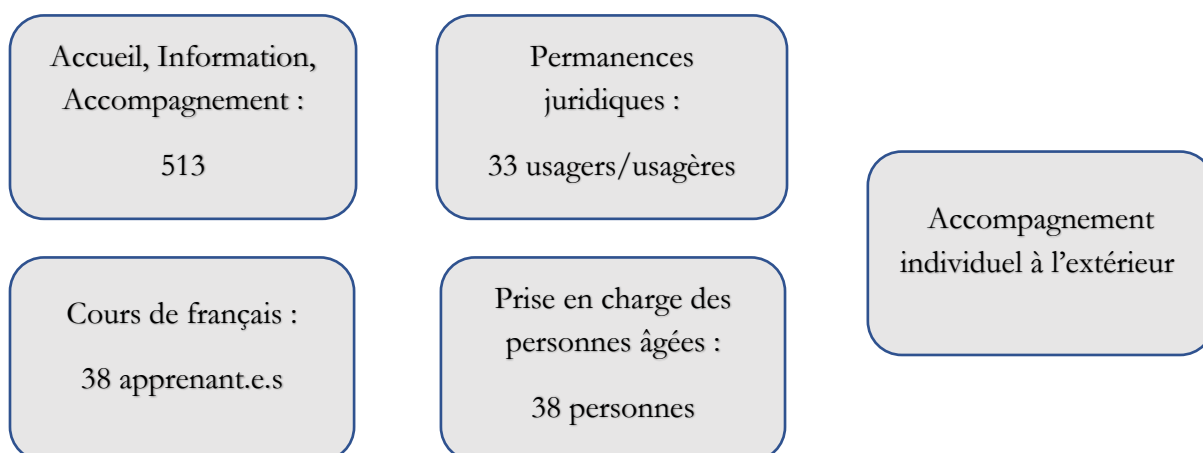 Accueil, Information,
Accompagnement :
513
Permanences
juridiques :
33 usagers/usagères
Accompagnement
individuel à l’extérieur
Cours de français :
38 apprenant.e.s
Prise en charge des
personnes âgées :
38 personnes